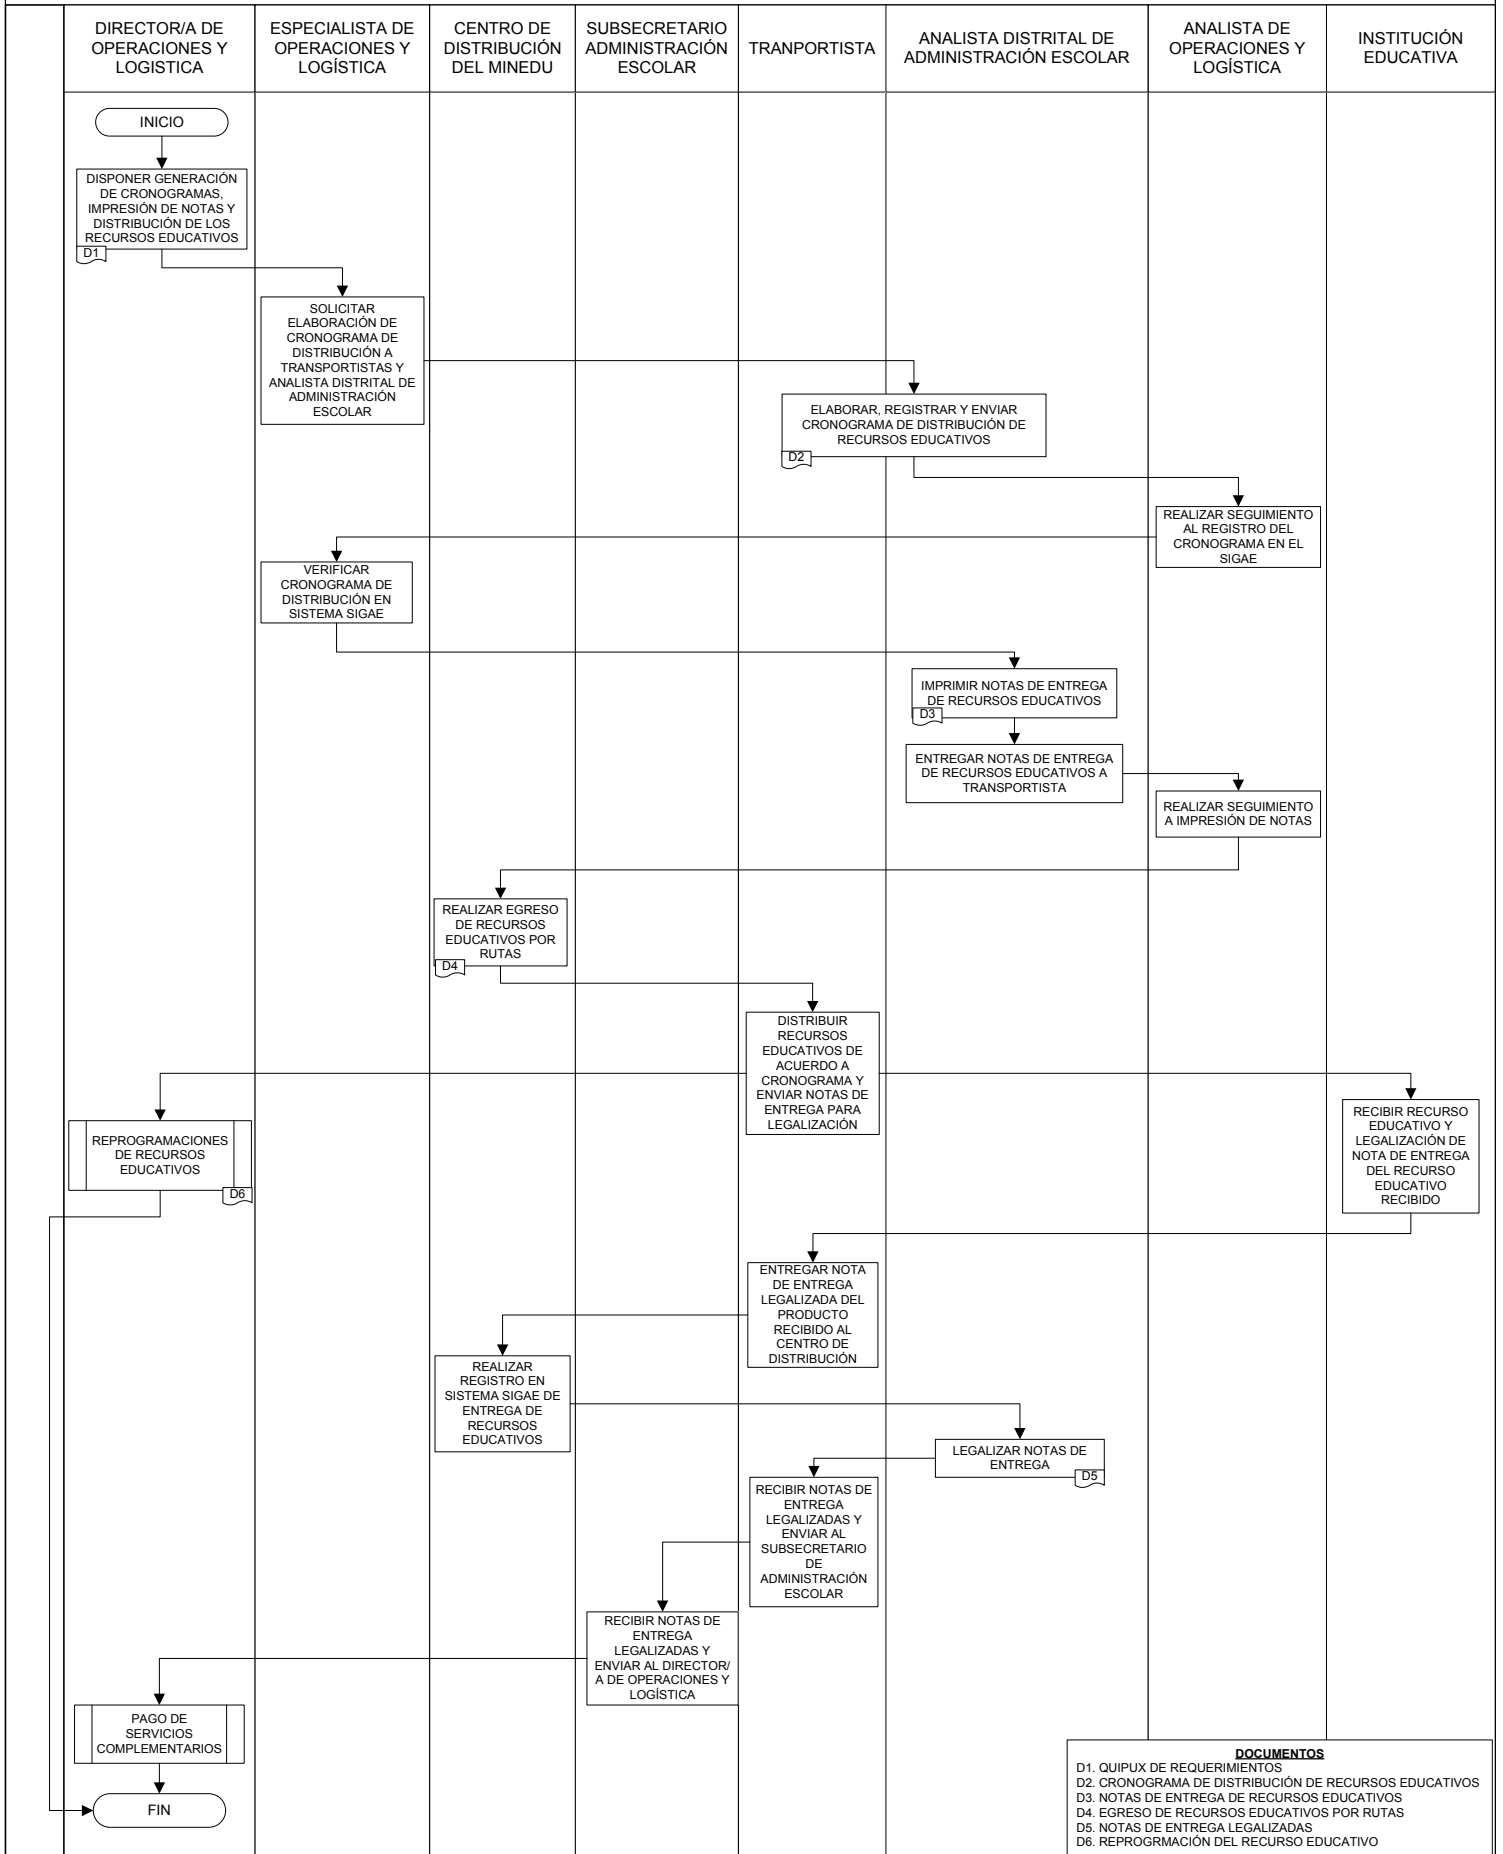 DIRECTOR/A DE
OPERACIONES Y
LOGISTICA
ESPECIALISTA DE
OPERACIONES Y
LOGÍSTICA
CENTRO DE
DISTRIBUCIÓN
DEL MINEDU
SUBSECRETARIO
ADMINISTRACIÓN
ESCOLAR
TRANPORTISTA
ANALISTA DISTRITAL DE
ADMINISTRACIÓN ESCOLAR
ANALISTA DE
OPERACIONES Y
LOGÍSTICA
INSTITUCIÓN
EDUCATIVA
INICIO
DISPONER GENERACIÓN
DE CRONOGRAMAS,
IMPRESIÓN DE NOTAS Y
DISTRIBUCIÓN DE LOS
RECURSOS EDUCATIVOS
D1
SOLICITAR
ELABORACIÓN DE
CRONOGRAMA DE
DISTRIBUCIÓN A
TRANSPORTISTAS Y
ANALISTA DISTRITAL DE
ADMINISTRACIÓN
ESCOLAR
ELABORAR, REGISTRAR Y ENVIAR
CRONOGRAMA DE DISTRIBUCIÓN DE
RECURSOS EDUCATIVOS
D2
REALIZAR SEGUIMIENTO
AL REGISTRO DEL
CRONOGRAMA EN EL
SIGAE
VERIFICAR
CRONOGRAMA DE
DISTRIBUCIÓN EN
SISTEMA SIGAE
IMPRIMIR NOTAS DE ENTREGA
DE RECURSOS EDUCATIVOS
D3
ENTREGAR NOTAS DE ENTREGA
DE RECURSOS EDUCATIVOS A
TRANSPORTISTA
REALIZAR SEGUIMIENTO
A IMPRESIÓN DE NOTAS
REALIZAR EGRESO
DE RECURSOS
EDUCATIVOS POR
RUTAS
D4
DISTRIBUIR
RECURSOS
EDUCATIVOS DE
ACUERDO A
CRONOGRAMA Y
ENVIAR NOTAS DE
ENTREGA PARA
LEGALIZACIÓN
REPROGRAMACIONES
DE RECURSOS
EDUCATIVOS
D6
RECIBIR RECURSO
EDUCATIVO Y
LEGALIZACIÓN DE
NOTA DE ENTREGA
DEL RECURSO
EDUCATIVO
RECIBIDO
ENTREGAR NOTA
DE ENTREGA
LEGALIZADA DEL
PRODUCTO
RECIBIDO AL
CENTRO DE
DISTRIBUCIÓN
REALIZAR
REGISTRO EN
SISTEMA SIGAE DE
ENTREGA DE
RECURSOS
EDUCATIVOS
LEGALIZAR NOTAS DE
ENTREGA
D5
RECIBIR NOTAS DE
ENTREGA
LEGALIZADAS Y
ENVIAR AL
SUBSECRETARIO
DE
ADMINISTRACIÓN
ESCOLAR
RECIBIR NOTAS DE
ENTREGA
LEGALIZADAS Y
ENVIAR AL DIRECTOR/
A DE OPERACIONES Y
LOGÍSTICA
PAGO DE
SERVICIOS
COMPLEMENTARIOS
FIN
DOCUMENTOS
D1. QUIPUX DE REQUERIMIENTOS
D2. CRONOGRAMA DE DISTRIBUCIÓN DE RECURSOS EDUCATIVOS
D3. NOTAS DE ENTREGA DE RECURSOS EDUCATIVOS
D4. EGRESO DE RECURSOS EDUCATIVOS POR RUTAS
D5. NOTAS DE ENTREGA LEGALIZADAS
D6. REPROGRMACIÓN DEL RECURSO EDUCATIVO